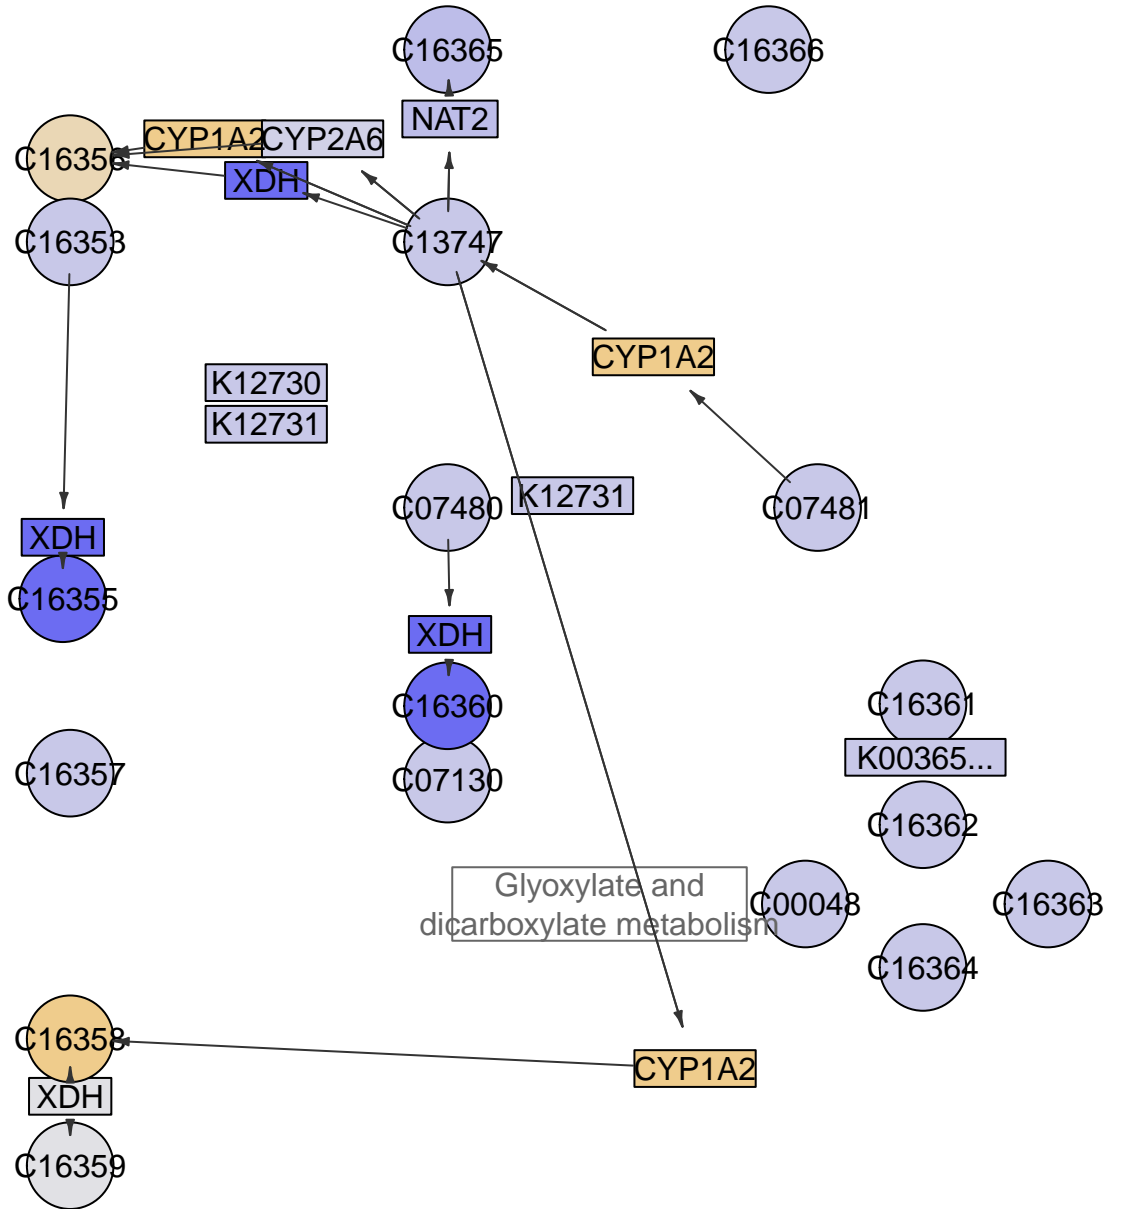 C16365
C16366
NAT2
CYP1A2
CYP2A6
C16356
XDH
C16353
C13747
CYP1A2
K12730
K12731
K12731
C07480
C07481
XDH
C16355
XDH
C16360
C16361
K00365...
C16357
C07130
C16362
Glyoxylate and
dicarboxylate metabolism
C00048
C16363
C16364
C16358
CYP1A2
XDH
C16359